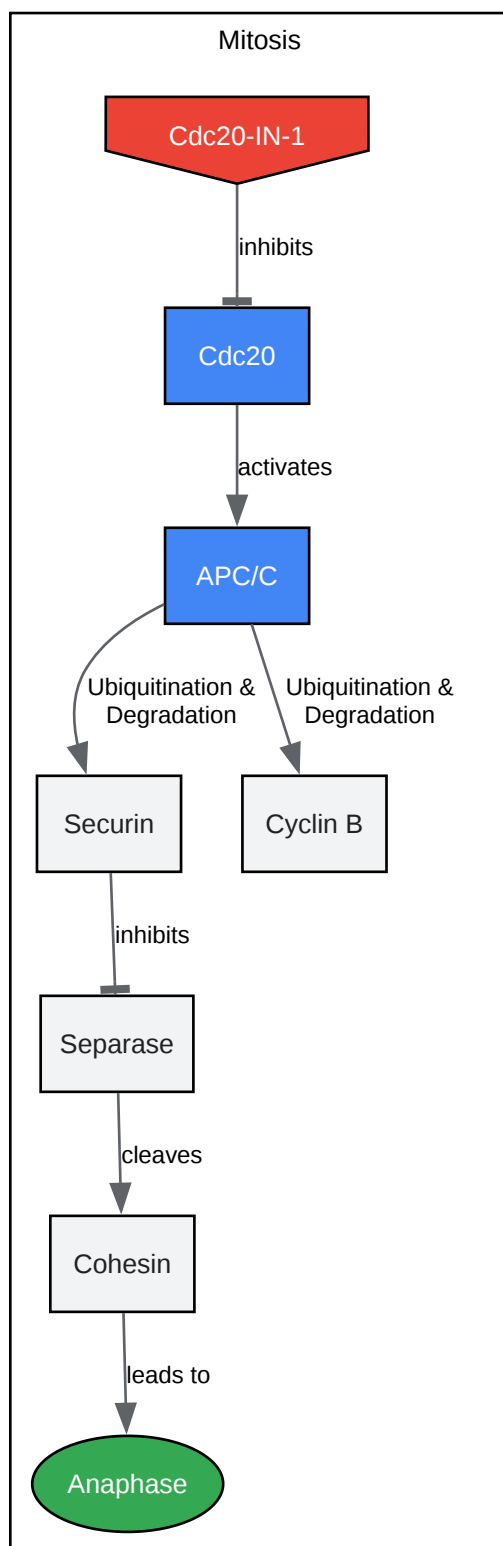 Mitosis
Cdc20-IN-1
inhibits
Cdc20
activates
APC/C
Ubiquitination &
Degradation
Ubiquitination &
Degradation
Securin
Cyclin B
inhibits
Separase
cleaves
Cohesin
leads to
Anaphase